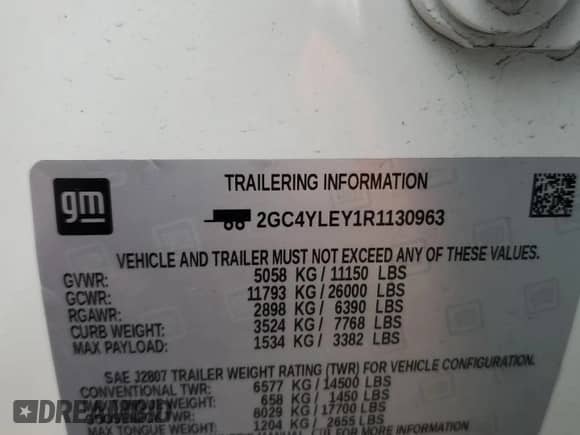 gm
TRAILERING INFORMATION
2GC4YLEY1R1130963
VEHICLE AND TRAILER MUST NOT EXCEED ANY OF THESE VALUES.
GVWR: 5058 KG / 11150 LBS
GCWR: 11793 KG / 26000 LBS
RGAWR: 2898 KG / 6390 LBS
CURB WEIGHT: 3524 KG / 7768 LBS
MAX PAYLOAD: 1534 KG / 3382 LBS
SAE J2807 TRAILER WEIGHT RATING (TWR) FOR VEHICLE CONFIGURATION.
CONVENTIONAL TWR: 6577 KG / 14500 LBS
MAX TONGUE WEIGHT: 658 KG / 1450 LBS
8029 KG / 17700 LBS
MAX TONGUE WEIGHT: 1204 KG / 2655 LBS
DREAMBID